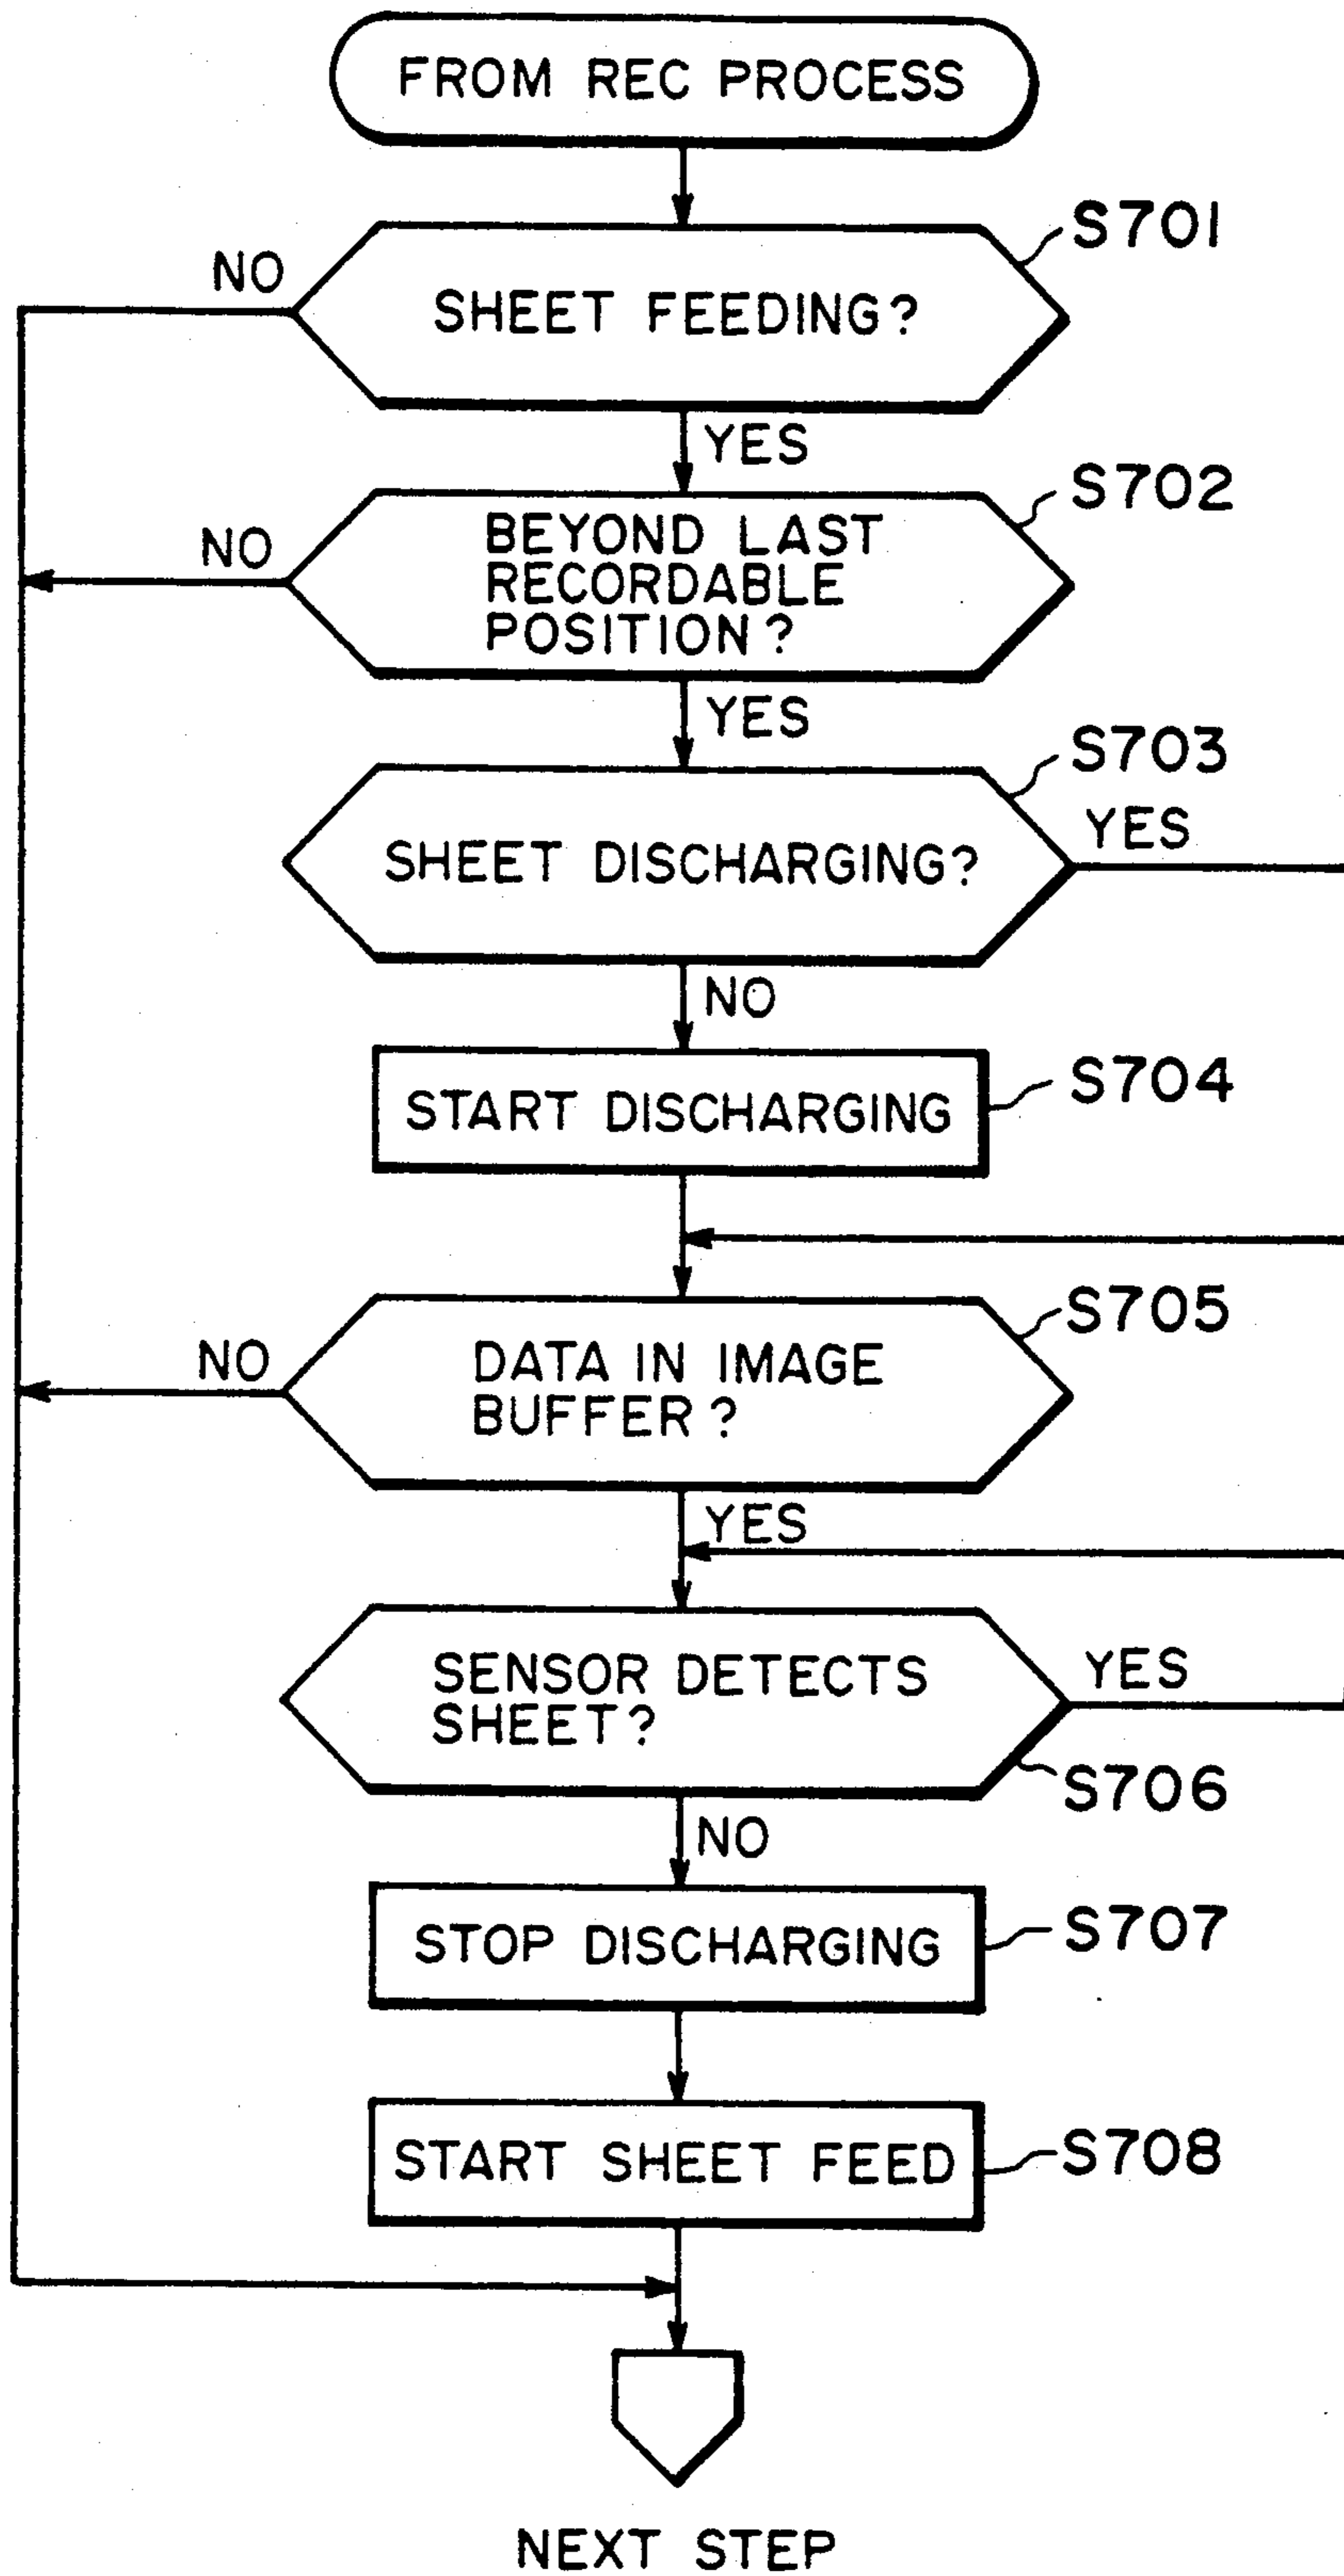 FROM REC PROCESS
S701
NO
SHEET FEEDING?
YES
S702
NO
BEYOND LAST
RECORDABLE
POSITION?
YES
S703
YES
SHEET DISCHARGING?
NO
S704
START DISCHARGING
S705
NO
DATA IN IMAGE
BUFFER?
YES
SENSOR DETECTS
SHEET?
YES
S706
NO
STOP DISCHARGING
S707
START SHEET FEED
S708
NEXT STEP